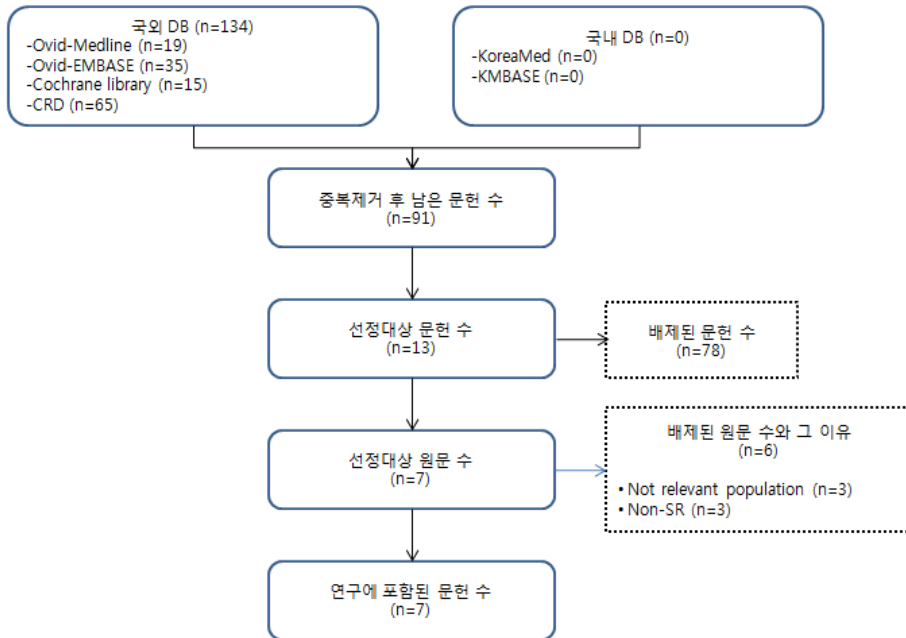 국외 DB (n=134)
-Ovid-Medline (n=19)
-Ovid-EMBASE (n=35)
-Cochrane library (n=15)
-CRD (n=65)
국내 DB (n=0)
-KoreaMed (n=0)
-KMBASE (n=0)
중복제거 후 남은 문헌 수
(n=91)
선정대상 문헌 수
(n=13)
배제된 문헌 수
(n=78)
선정대상 원문 수
(n=7)
배제된 원문 수와 그 이유
(n=6)
• Not relevant population (n=3)
• Non-SR (n=3)
연구에 포함된 문헌 수
(n=7)